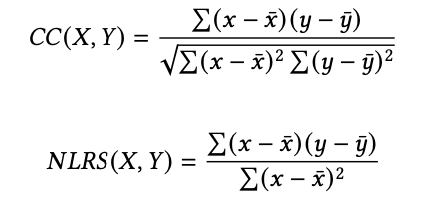 CC(X, Y) = ∑(x − x̄)(y − ȳ) / √∑(x − x̄)² ∑(y − ȳ)²
NLRS(X, Y) = ∑(x − x̄)(y − ȳ) / ∑(x − x̄)²